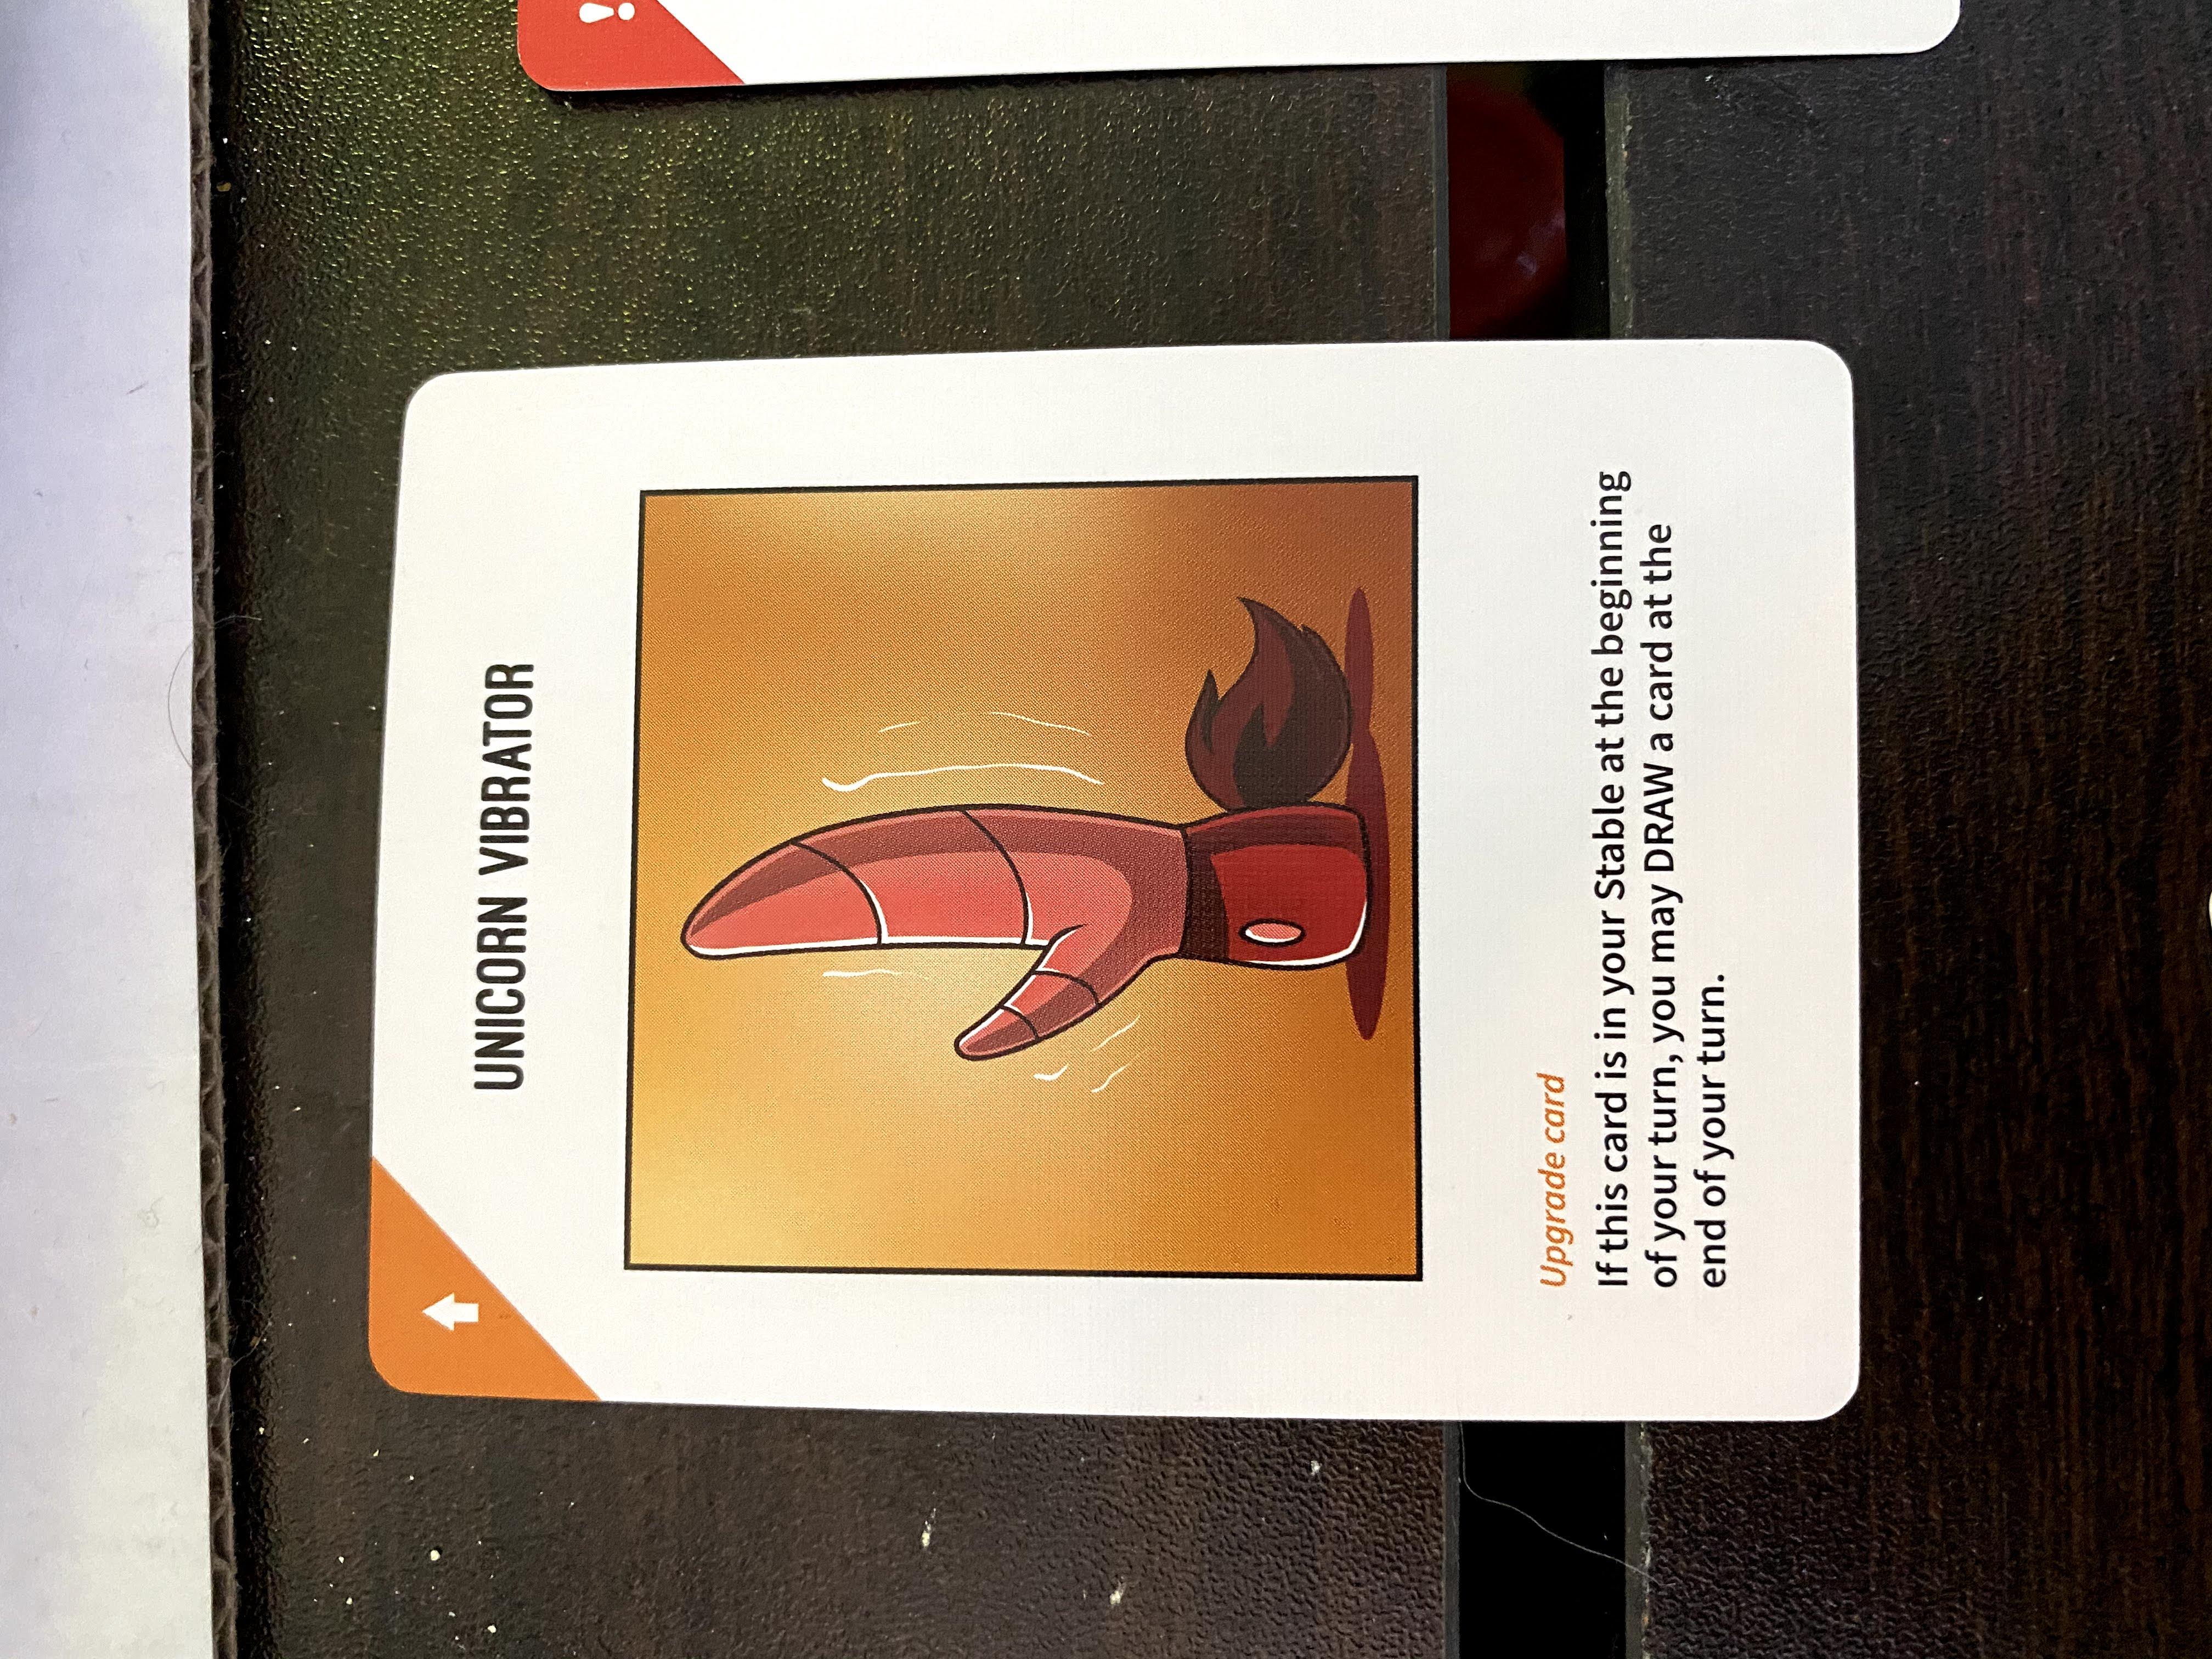 UNICORN VIBRATOR
!
Upgrade card
If this card is in your Stable at the beginning
of your turn, you may DRAW a card at the
end of your turn.